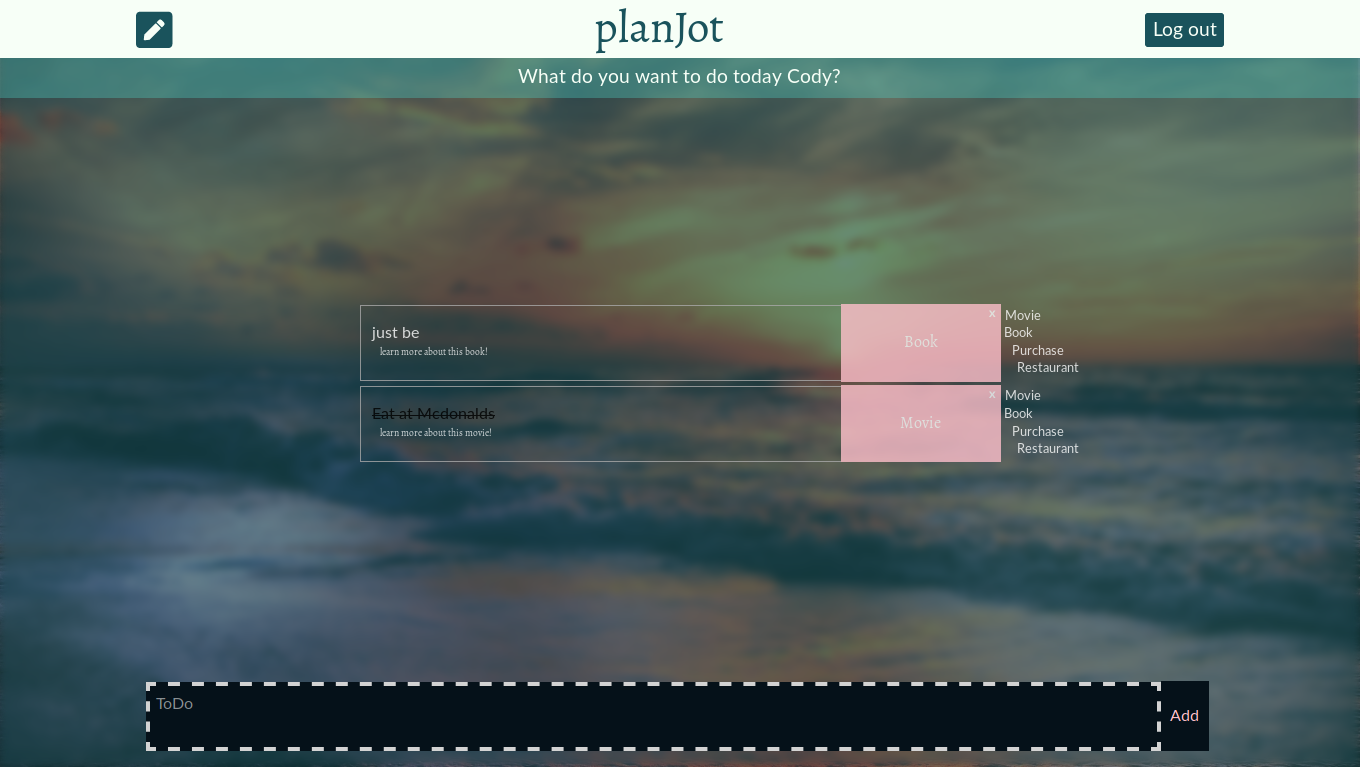 planJot
Log out
What do you want to do today Cody?
just be
learn more about this book!
Book
x
Movie
Book
Purchase
Restaurant
Eat at Mcdonalds
learn more about this movie!
Movie
x
Movie
Book
Purchase
Restaurant
ToDo
Add